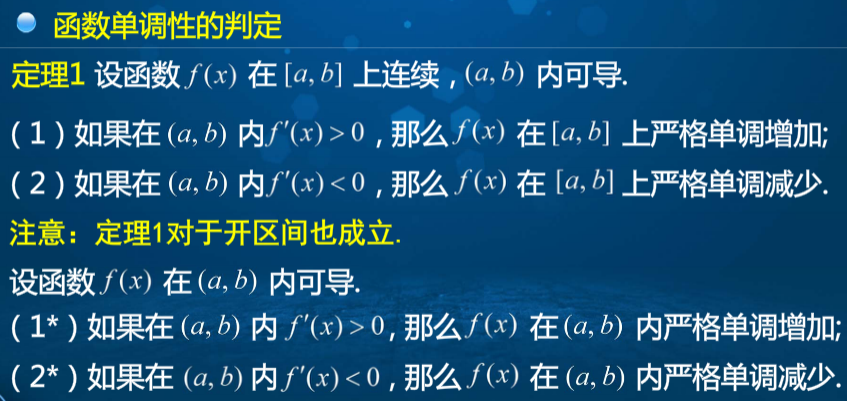 函数单调性的判定
定理1 设函数 f(x) 在 [a, b] 上连续，(a, b) 内可导.
（1）如果在 (a, b) 内 f′(x) > 0，那么 f(x) 在 [a, b] 上严格单调增加;
（2）如果在 (a, b) 内 f′(x) < 0，那么 f(x) 在 [a, b] 上严格单调减少.
注意：定理1对于开区间也成立.
设函数 f(x) 在 (a, b) 内可导.
（1*）如果在 (a, b) 内 f′(x) > 0，那么 f(x) 在 (a, b) 内严格单调增加;
（2*）如果在 (a, b) 内 f′(x) < 0，那么 f(x) 在 (a, b) 内严格单调减少.